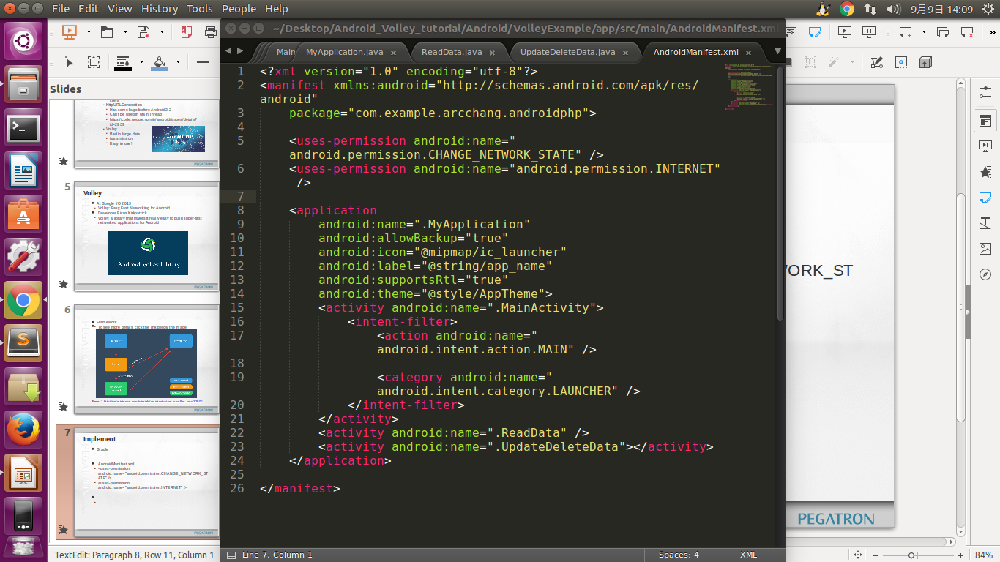 File Edit View History Tools People Help
9月9日 14:09
~/Desktop/Android_Volley_tutorial/Android/VolleyExample/app/src/main/AndroidManifest.xml
Main MyApplication.java × ReadData.java × UpdateDeleteData.java × AndroidManifest.xml ×
Slides
client
HttpURLConnection
Has some bugs before Android 2.2
Can't be used in Main Thread
https://code.google.com/p/android/issues/details?
id=2939
Volley
Bad in large data
transmission
Easy to use!
Android HTTP
Library
PEGATRON
5
Volley
At Google I/O 2013
Volley: Easy,Fast Networking for Android
Developer Ficus Kirkpatrick
Volley, a library that makes it really easy to build super-fast
networked applications for Android
Android Volley Library
PEGATRON
6
Framework
To see more details, click the link below the image
PEGATRON
7
Implement
Gradle
AndroidManifest.xml
<uses-permission
android:name="android.permission.CHANGE_NETWORK_ST
ATE" />
<uses-permission
android:name="android.permission.INTERNET" />
PEGATRON
1 <?xml version="1.0" encoding="utf-8"?>
2 <manifest xmlns:android="http://schemas.android.com/apk/res/
android"
3 package="com.example.arcchang.androidphp">
4
5 <uses-permission android:name="
android.permission.CHANGE_NETWORK_STATE" />
6 <uses-permission android:name="android.permission.INTERNET"
/>
7
8 <application
9 android:name=".MyApplication"
10 android:allowBackup="true"
11 android:icon="@mipmap/ic_launcher"
12 android:label="@string/app_name"
13 android:supportsRtl="true"
14 android:theme="@style/AppTheme">
15 <activity android:name=".MainActivity">
16 <intent-filter>
17 <action android:name="
android.intent.action.MAIN" />
18
19 <category android:name="
android.intent.category.LAUNCHER" />
20 </intent-filter>
21 </activity>
22 <activity android:name=".ReadData" />
23 <activity android:name=".UpdateDeleteData"></activity>
24 </application>
25
26 </manifest>
WORK_ST
PEGATRON
Line 7, Column 1 Spaces: 4 XML
TextEdit: Paragraph 8, Row 11, Column 1
84%